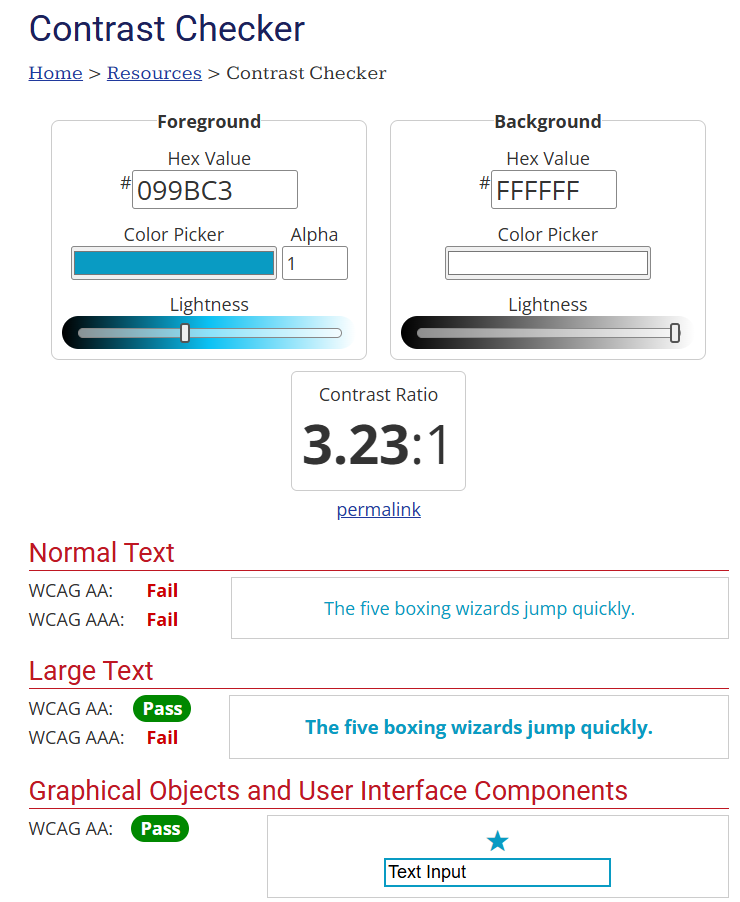 Contrast Checker
Home > Resources > Contrast Checker
Foreground
Hex Value
# 099BC3
Color Picker Alpha
1
Lightness
Background
Hex Value
# FFFFFF
Color Picker
Lightness
Contrast Ratio
3.23:1
permalink
Normal Text
WCAG AA: Fail
WCAG AAA: Fail
The five boxing wizards jump quickly.
Large Text
WCAG AA: Pass
WCAG AAA: Fail
The five boxing wizards jump quickly.
Graphical Objects and User Interface Components
WCAG AA: Pass
Text Input